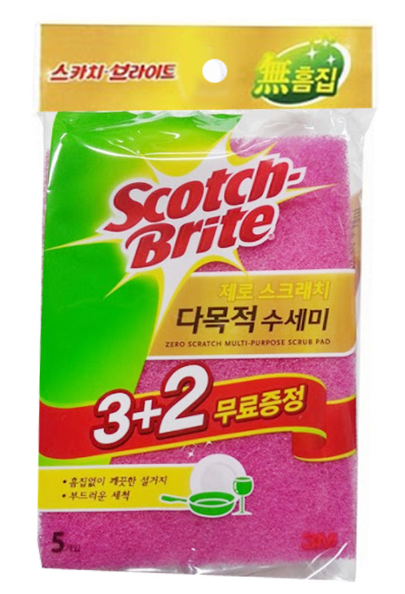 스카치-브라이트
無흠집
Scotch-
Brite
제로 스크래치
다목적 수세미
ZERO SCRATCH MULTI-PURPOSE SCRUB PAD
3+2 무료증정
• 흠집없이 깨끗한 설거지
• 부드러운 세척
5개입
3M